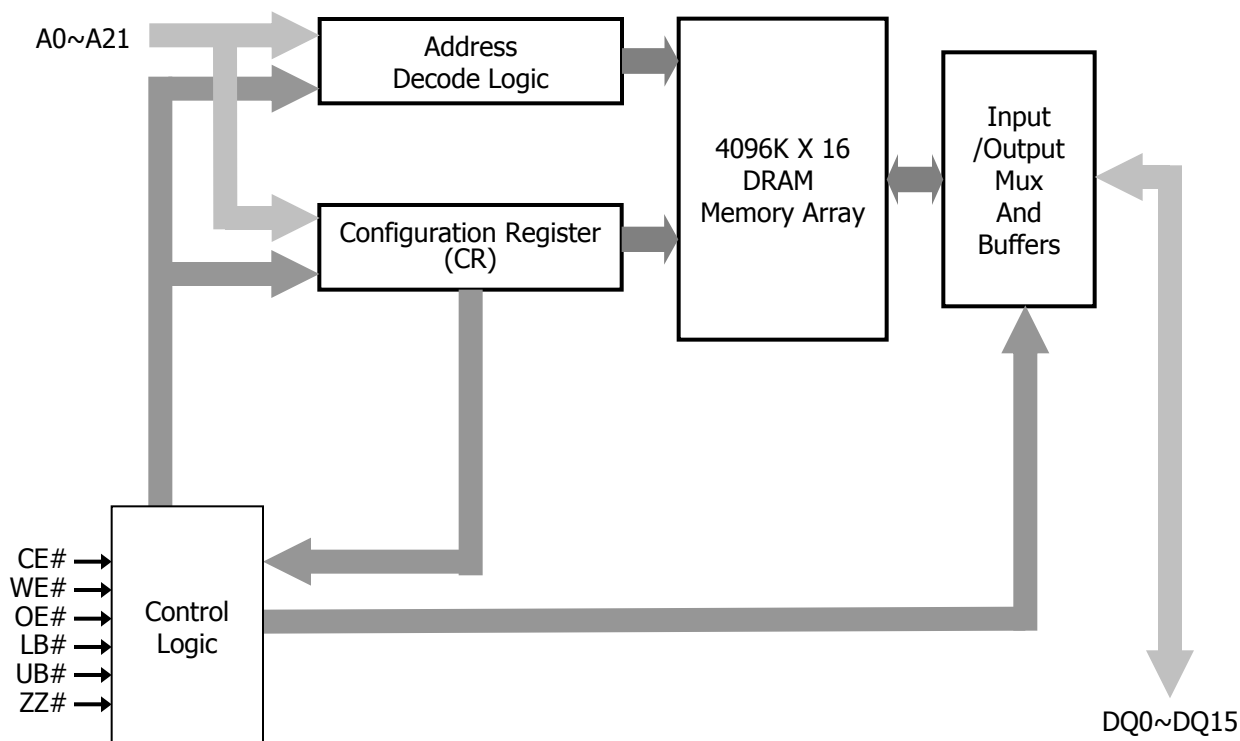 A0~A21
Address
Decode Logic
4096K X 16
DRAM
Memory Array
Input
/Output
Mux
And
Buffers
Configuration Register
(CR)
CE#
WE#
OE#
LB#
UB#
ZZ#
Control
Logic
DQ0~DQ15